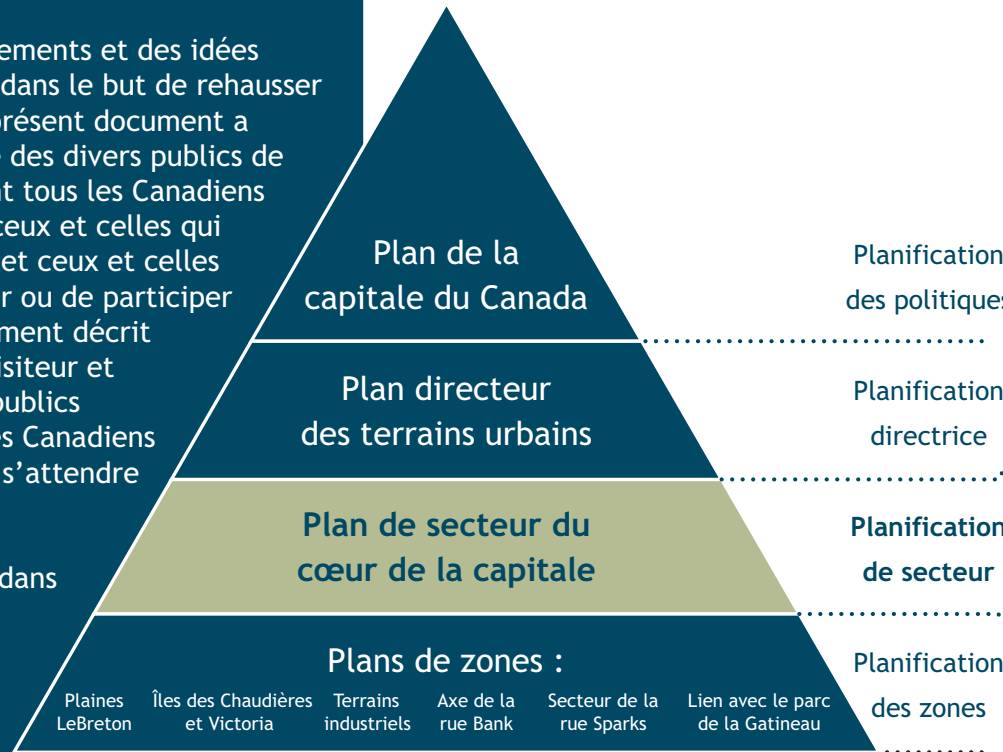 ements et des idées
dans le but de rehausser
présent document a
des divers publics de
nt tous les Canadiens
ceux et celles qui
et ceux et celles
r ou de participer
ment décrit
isiteur et
publics
es Canadiens
s’attendre
dans
Plan de la
capitale du Canada
Planification
des politiques
Plan directeur
des terrains urbains
Planification
directrice
Plan de secteur du
cœur de la capitale
Planification
de secteur
Plans de zones :
Plaines
LeBreton
Îles des Chaudières
et Victoria
Terrains
industriels
Axe de la
rue Bank
Secteur de la
rue Sparks
Lien avec le parc
de la Gatineau
Planification
des zones